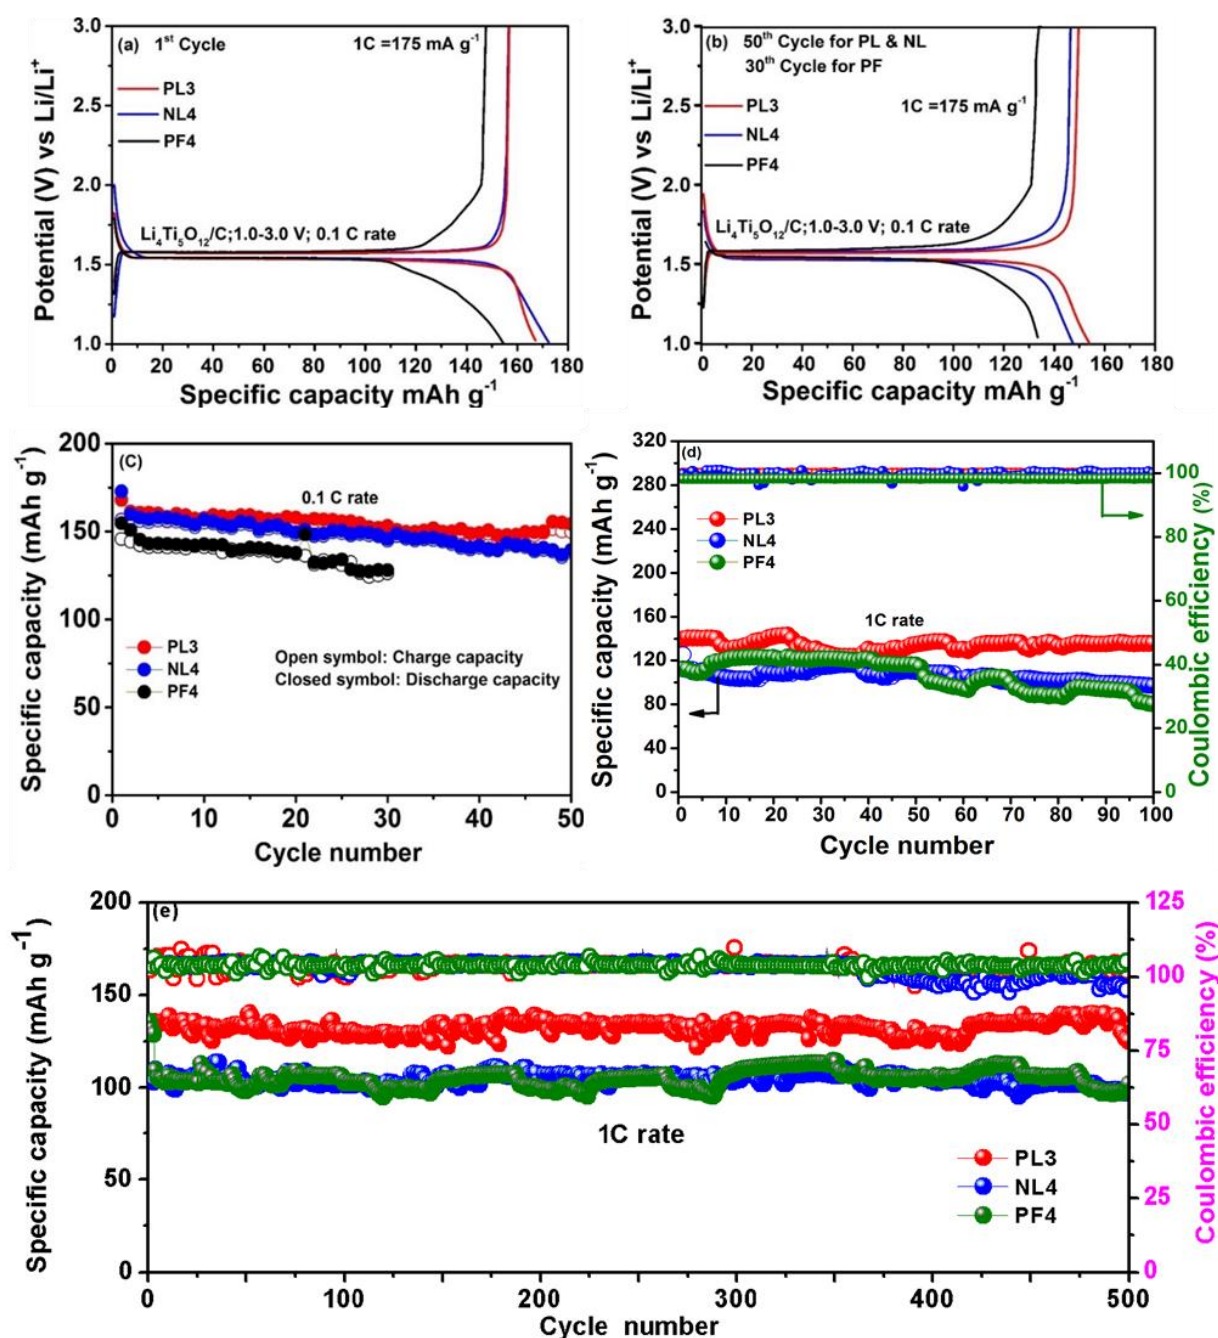 (a) 1st Cycle
1C =175 mA g-1
PL3
NL4
PF4
Li4Ti5O12/C;1.0-3.0 V; 0.1 C rate
Potential (V) vs Li/Li+
3.0
2.5
2.0
1.5
1.0
0 20 40 60 80 100 120 140 160 180
Specific capacity mAh g-1
(b) 50th Cycle for PL & NL
30th Cycle for PF
1C =175 mA g-1
PL3
NL4
PF4
Li4Ti5O12/C;1.0-3.0 V; 0.1 C rate
Potential (V) vs Li/Li+
3.0
2.5
2.0
1.5
1.0
0 20 40 60 80 100 120 140 160 180
Specific capacity mAh g-1
(C)
0.1 C rate
PL3
NL4
PF4
Open symbol: Charge capacity
Closed symbol: Discharge capacity
Specific capacity (mAh g-1)
200
150
100
50
0
0 10 20 30 40 50
Cycle number
(d)
PL3
NL4
PF4
1C rate
Specific capacity (mAh g-1)
320
280
240
200
160
120
80
40
0
Coulombic efficiency (%)
100
80
60
40
20
0
0 10 20 30 40 50 60 70 80 90 100
Cycle number
(e)
1C rate
PL3
NL4
PF4
Specific capacity (mAh g-1)
200
150
100
50
0
Coulombic efficiency (%)
125
100
75
50
25
0
0 100 200 300 400 500
Cycle number